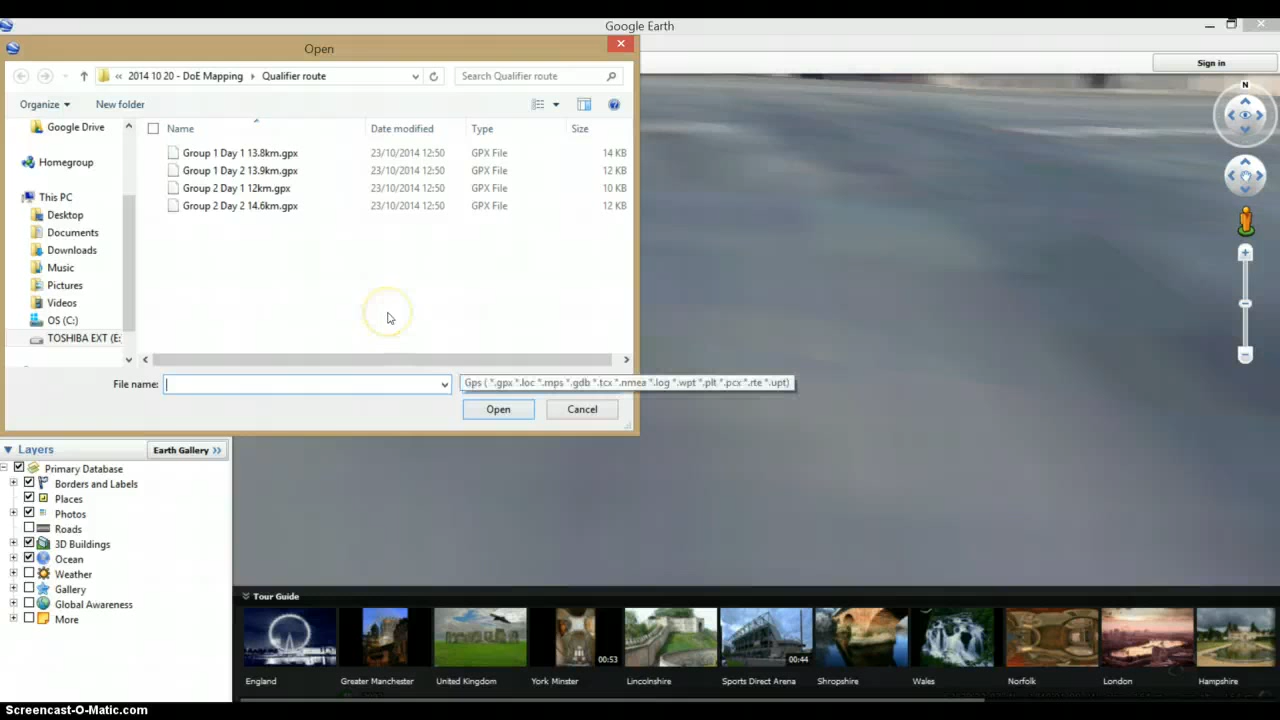 Google Earth
Open
« 2014 10 20 - DoE Mapping Qualifier route
Search Qualifier route
Sign in
N
Organize
New folder
Google Drive
Homegroup
This PC
Desktop
Documents
Downloads
Music
Pictures
Videos
OS (C:)
TOSHIBA EXT (E:
Name Date modified Type Size
Group 1 Day 1 13.8km.gpx 23/10/2014 12:50 GPX File 14 KB
Group 1 Day 2 13.9km.gpx 23/10/2014 12:50 GPX File 12 KB
Group 2 Day 1 12km.gpx 23/10/2014 12:50 GPX File 10 KB
Group 2 Day 2 14.6km.gpx 23/10/2014 12:50 GPX File 12 KB
File name:
Gps ( *.gpx *.loc *.mps *.gdb *.tcx *.nmea *.log *.wpt *.plt *.pcx *.rte *.upt)
Open Cancel
Layers
Earth Gallery »
Primary Database
Borders and Labels
Places
Photos
Roads
3D Buildings
Ocean
Weather
Gallery
Global Awareness
More
Tour Guide
00:53
00:44
England Greater Manchester United Kingdom York Minster Lincolnshire Sports Direct Arena Shropshire Wales Norfolk London Hampshire
Screencast-O-Matic.com